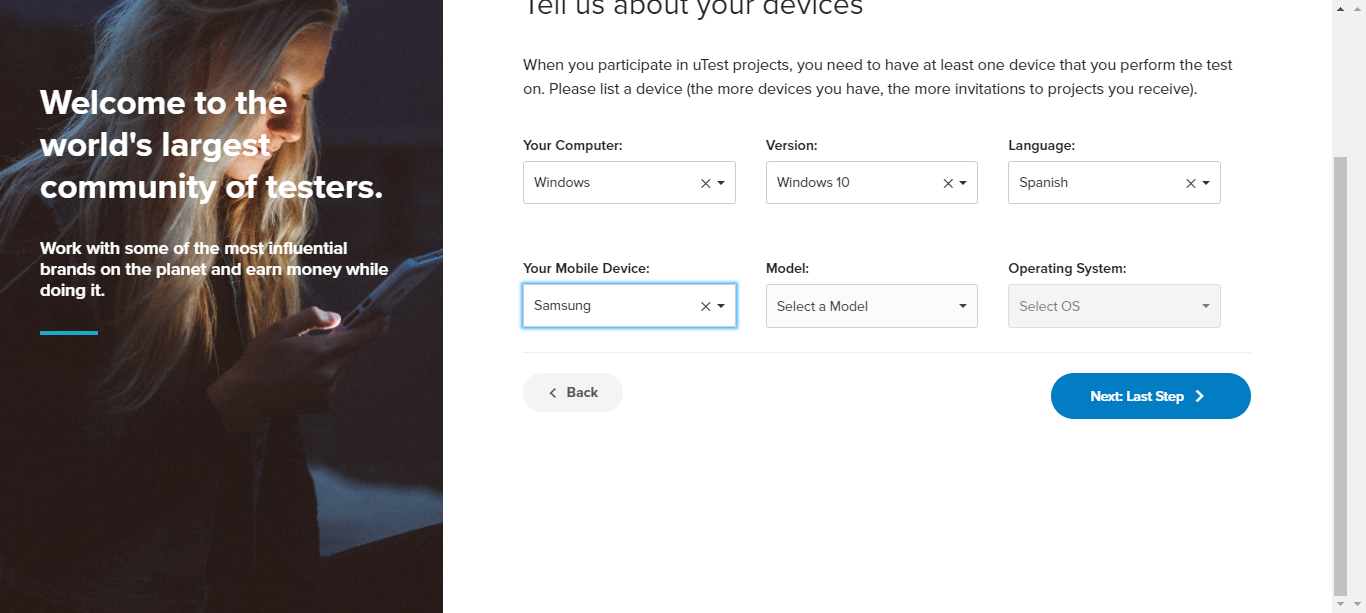 Tell us about your devices
Welcome to the
world's largest
community of testers.
Work with some of the most influential
brands on the planet and earn money while
doing it.
When you participate in uTest projects, you need to have at least one device that you perform the test
on. Please list a device (the more devices you have, the more invitations to projects you receive).
Your Computer: Version: Language:
Windows Windows 10 Spanish
Your Mobile Device: Model: Operating System:
Samsung Select a Model Select OS
Back Next: Last Step